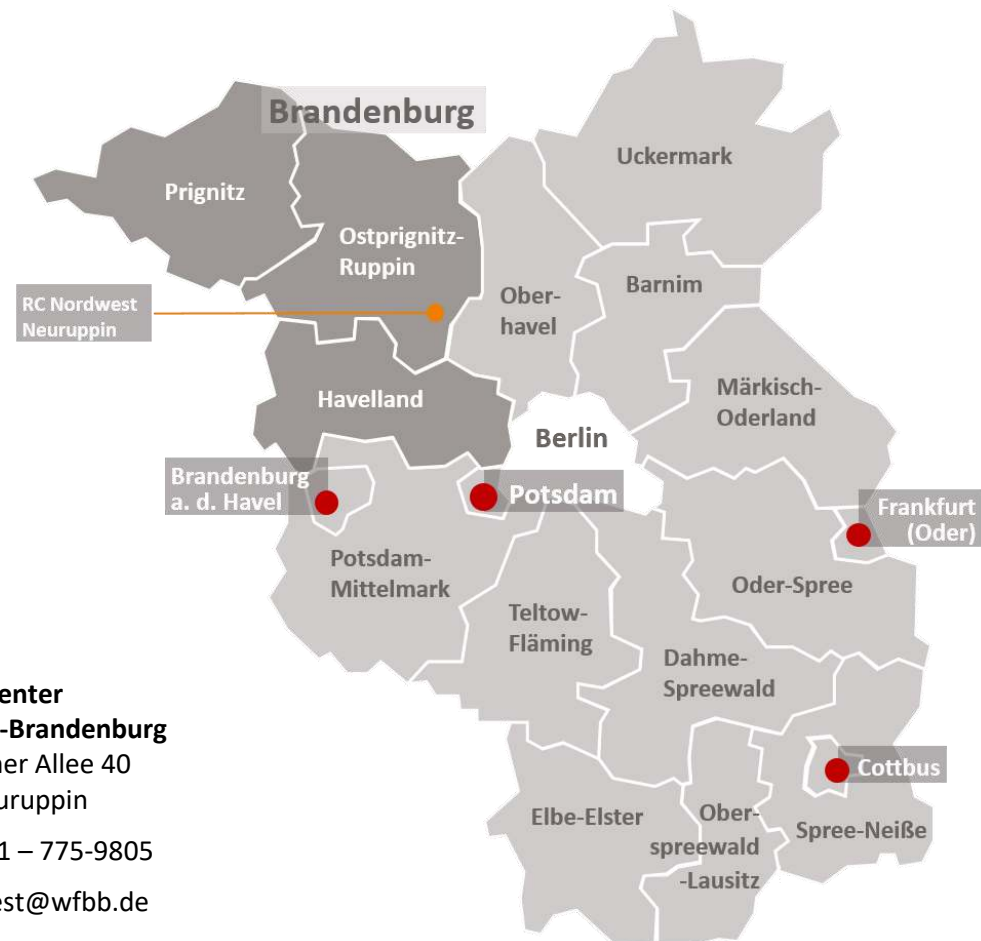 Brandenburg
Uckermark
Prignitz
Ostprignitz-
Ruppin
Barnim
RC Nordwest
Neuruppin
Ober-
havel
Märkisch-
Oderland
Havelland
Berlin
Brandenburg
a. d. Havel
Potsdam
Frankfurt
(Oder)
Potsdam-
Mittelmark
Oder-Spree
Teltow-
Fläming
Dahme-
Spreewald
enter
-Brandenburg
er Allee 40
uruppin
1 – 775-9805
est@wfbb.de
Cottbus
Elbe-Elster
Ober-
spreewald
-Lausitz
Spree-Neiße